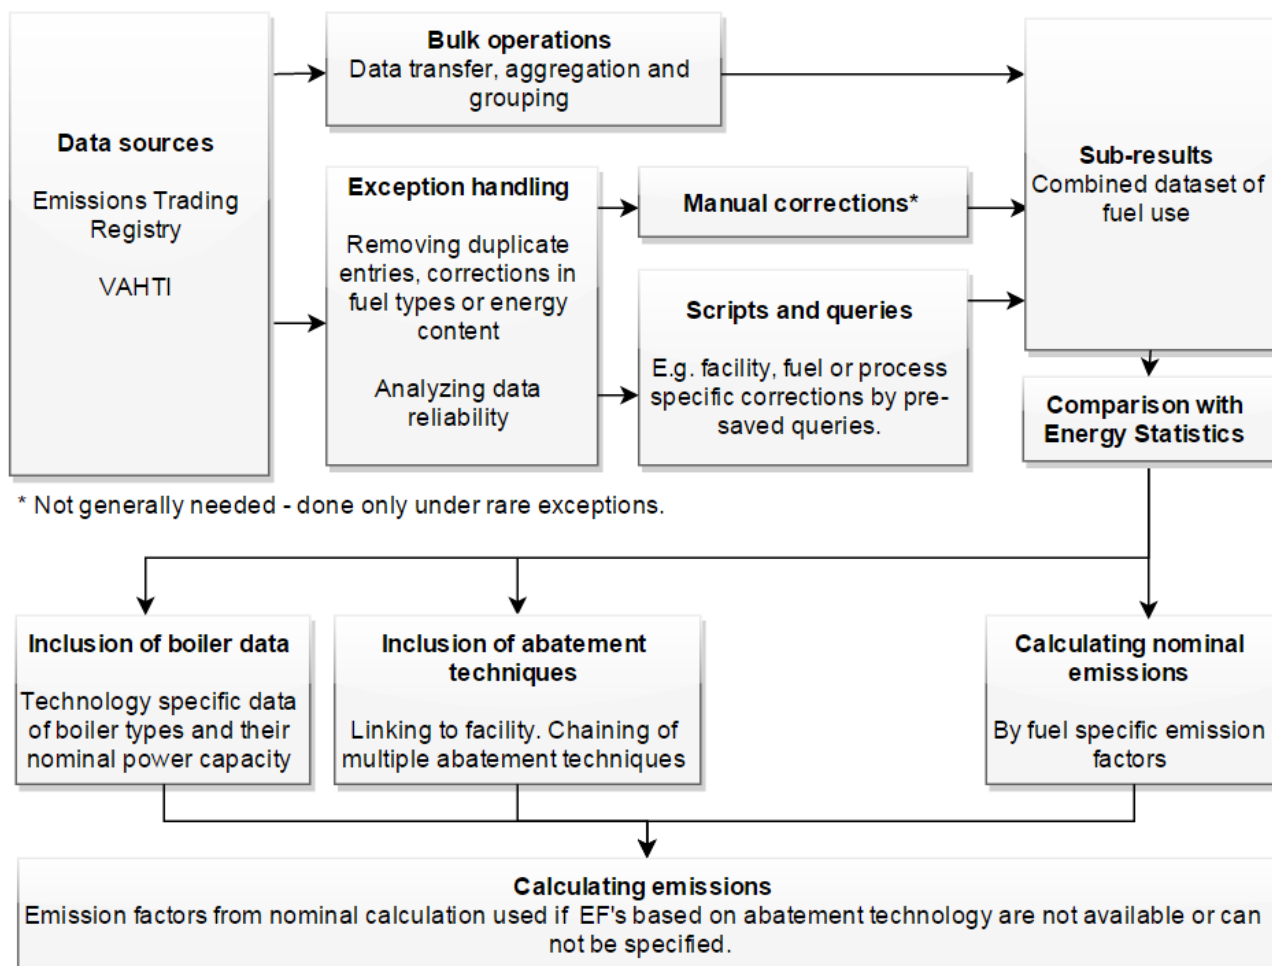 Data sources
Emissions Trading
Registry
VAHTI
Bulk operations
Data transfer, aggregation and
grouping
Exception handling
Removing duplicate
entries, corrections in
fuel types or energy
content
Analyzing data
reliability
Manual corrections*
Scripts and queries
E.g. facility, fuel or process
specific corrections by pre-
saved queries.
Sub-results
Combined dataset of
fuel use
Comparison with
Energy Statistics
* Not generally needed - done only under rare exceptions.
Inclusion of boiler data
Technology specific data
of boiler types and their
nominal power capacity
Inclusion of abatement
techniques
Linking to facility. Chaining of
multiple abatement techniques
Calculating nominal
emissions
By fuel specific emission
factors
Calculating emissions
Emission factors from nominal calculation used if EF's based on abatement technology are not available or can
not be specified.